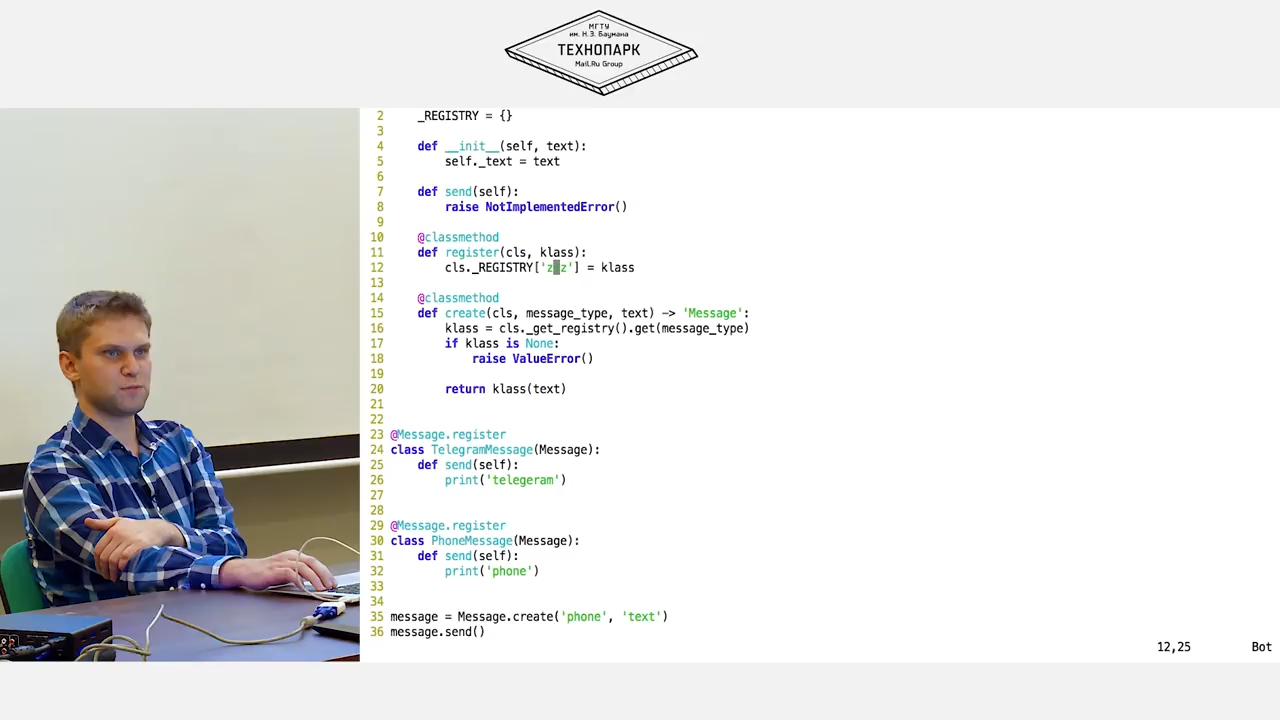 МГТУ
им. Н.Э. Баумана
ТЕХНОПАРК
Mail.Ru Group
2 _REGISTRY = {}
3
4 def __init__(self, text):
5 self._text = text
6
7 def send(self):
8 raise NotImplementedError()
9
10 @classmethod
11 def register(cls, klass):
12 cls._REGISTRY['zzz'] = klass
13
14 @classmethod
15 def create(cls, message_type, text) -> 'Message':
16 klass = cls._get_registry().get(message_type)
17 if klass is None:
18 raise ValueError()
19
20 return klass(text)
21
22
23 @Message.register
24 class TelegramMessage(Message):
25 def send(self):
26 print('telegeram')
27
28
29 @Message.register
30 class PhoneMessage(Message):
31 def send(self):
32 print('phone')
33
34
35 message = Message.create('phone', 'text')
36 message.send()
12,25 Bot